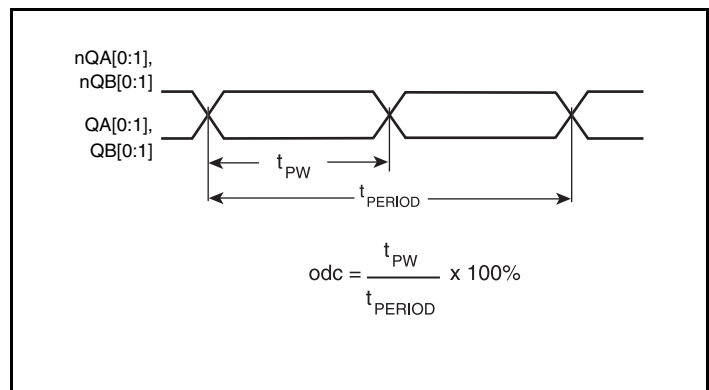 nQA[0:1],
nQB[0:1]
QA[0:1],
QB[0:1]
tPW
tPERIOD
odc = tPW / tPERIOD x 100%